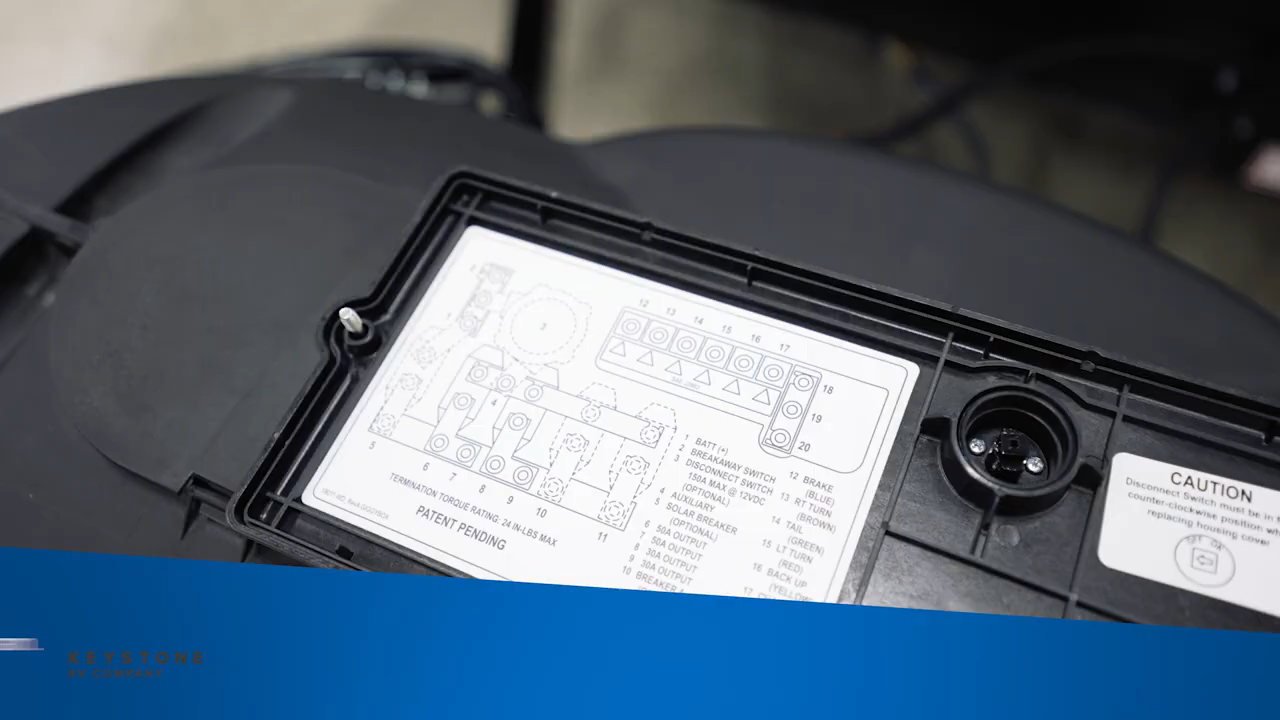 12 13 14 15 16 17
18
19
20
3
4
5
6
7
8
9
10
11
TERMINATION TORQUE RATING: 24 IN-LBS MAX
PATENT PENDING
1 BATT (+)
2 BREAKAWAY SWITCH
3 DISCONNECT SWITCH
150A MAX @ 12VDC
(OPTIONAL)
4 AUXILIARY
5 SOLAR BREAKER
(OPTIONAL)
6 50A OUTPUT
7 50A OUTPUT
8 30A OUTPUT
9 30A OUTPUT
10 BREAKER
12 BRAKE
(BLUE)
13 RT TURN
(BROWN)
14 TAIL
(GREEN)
15 LT TURN
(RED)
16 BACK UP
(YELLOW
17
CAUTION
Disconnect Switch must be in
counter-clockwise position
replacing housing cover
KEYSTONE
RV COMPANY